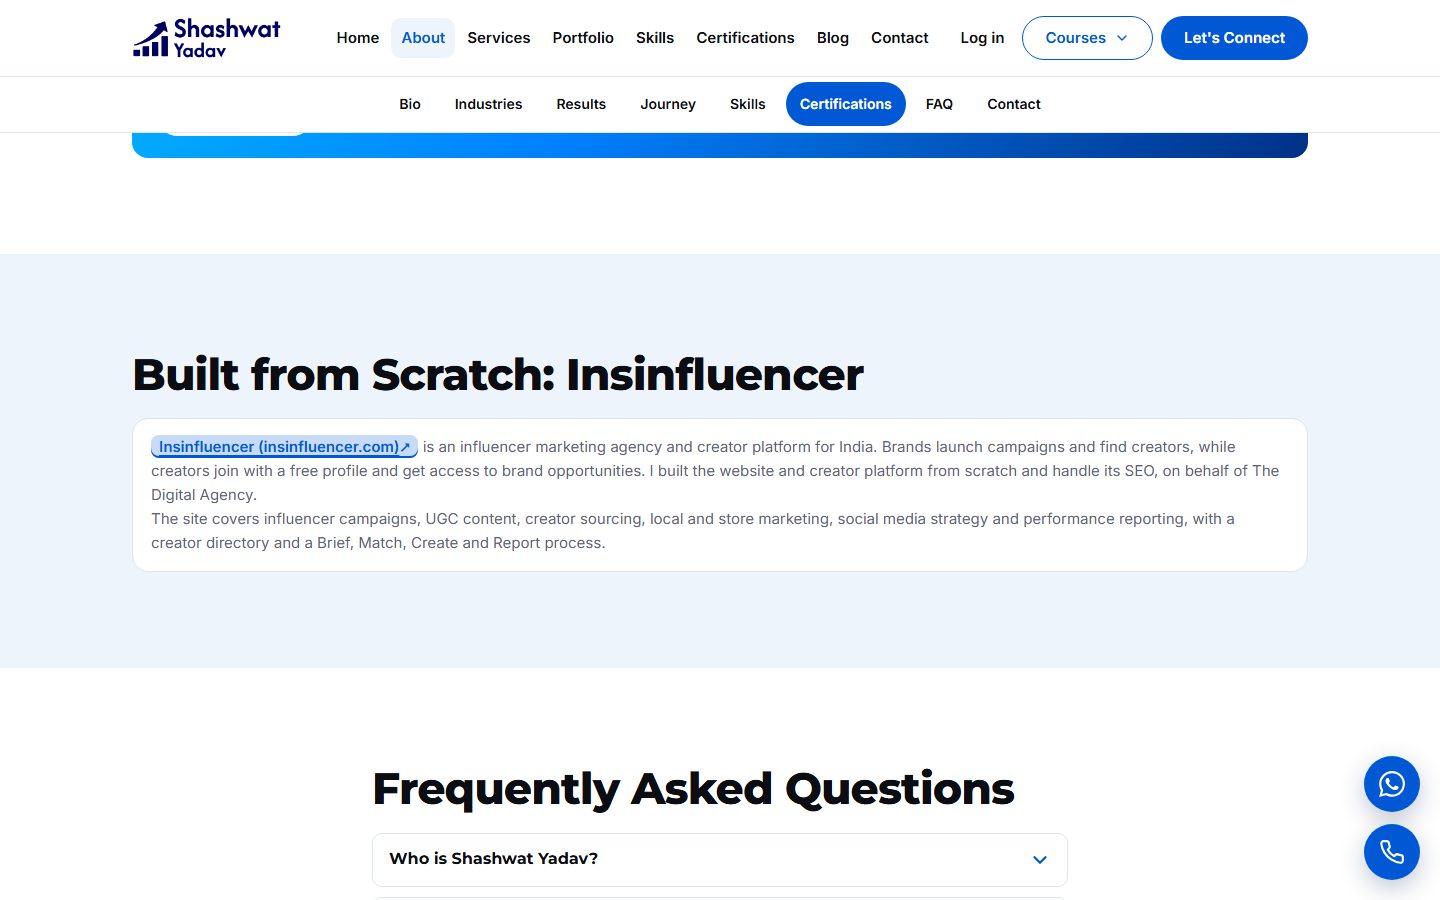 Shashwat
Yadav
Home About Services Portfolio Skills Certifications Blog Contact Log in Courses Let's Connect
Bio Industries Results Journey Skills Certifications FAQ Contact
Built from Scratch: Insinfluencer
Insinfluencer (insinfluencer.com)↗ is an influencer marketing agency and creator platform for India. Brands launch campaigns and find creators, while
creators join with a free profile and get access to brand opportunities. I built the website and creator platform from scratch and handle its SEO, on behalf of The
Digital Agency.
The site covers influencer campaigns, UGC content, creator sourcing, local and store marketing, social media strategy and performance reporting, with a
creator directory and a Brief, Match, Create and Report process.
Frequently Asked Questions
Who is Shashwat Yadav?